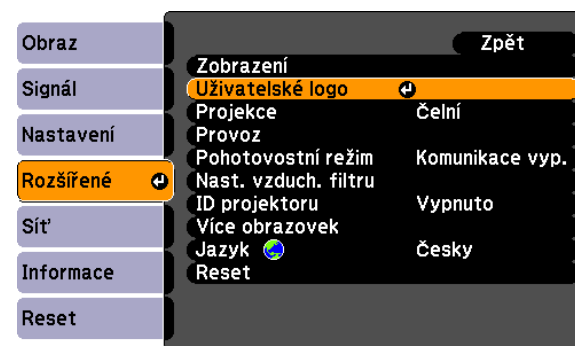 Obraz
Signál
Nastavení
Rozšířené
Síť
Informace
Reset
Zpět
Zobrazení
Uživatelské logo
Projekce Čelní
Provoz
Pohotovostní režim Komunikace vyp.
Nast. vzduch. filtru
ID projektoru Vypnuto
Více obrazovek
Jazyk Česky
Reset